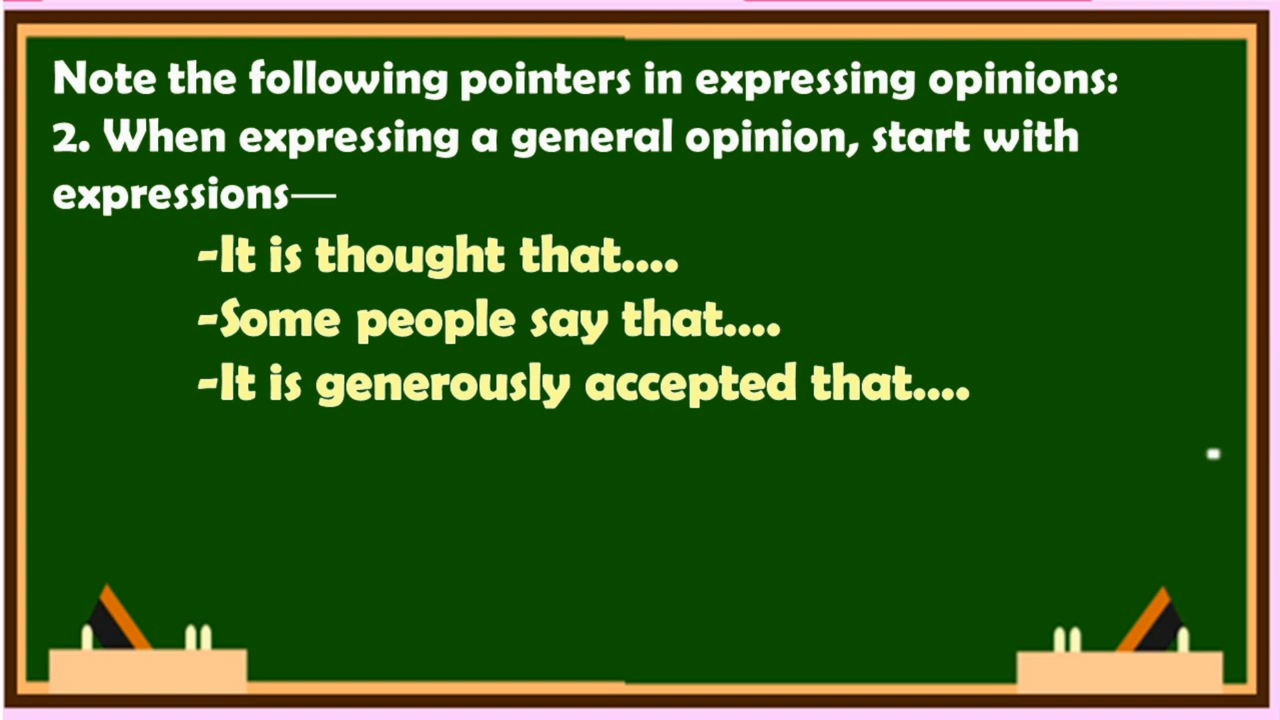 Note the following pointers in expressing opinions:
2. When expressing a general opinion, start with
expressions—
-It is thought that....
-Some people say that....
-It is generously accepted that....